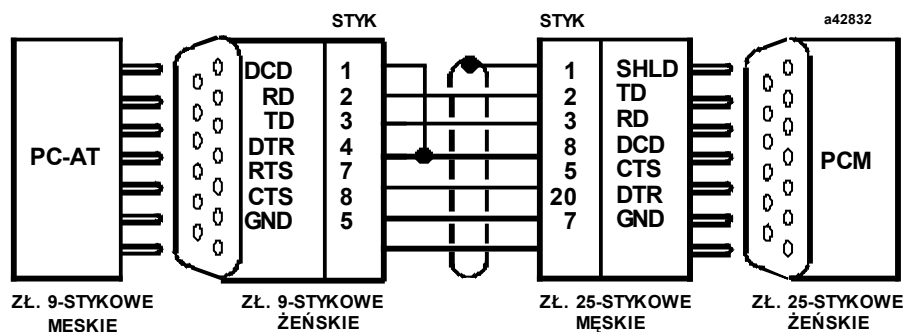 STYK STYK a42832
DCD 1 1 SHLD
RD 2 2 TD
TD 3 3 RD
PC-AT DTR 4 8 DCD PCM
RTS 7 5 CTS
CTS 8 20 DTR
GND 5 7 GND
ZŁ. 9-STYKOWE ZŁ. 9-STYKOWE ZŁ. 25-STYKOWE ZŁ. 25-STYKOWE
MESKIE ŻEŃSKIE MĘSKIE ŻEŃSKIE